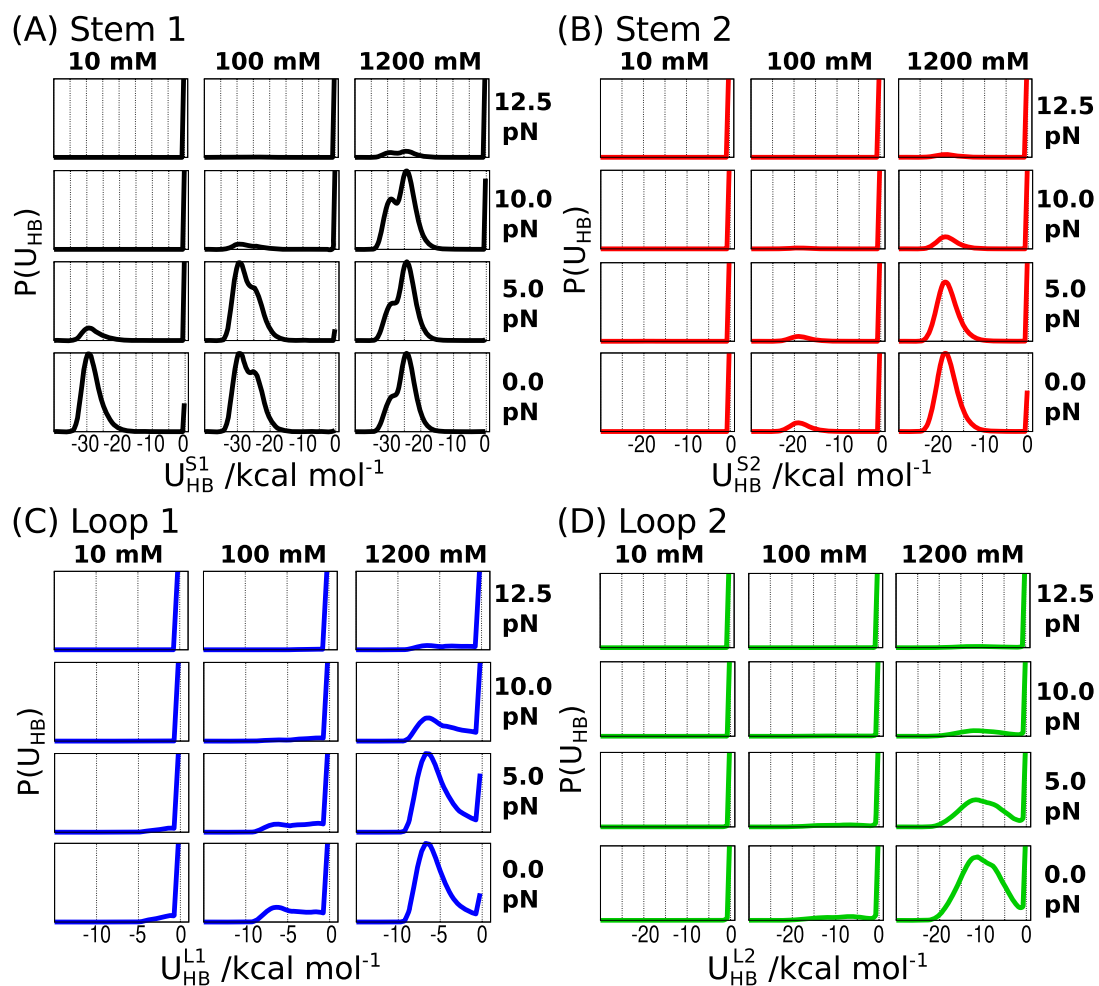 (A) Stem 1
10 mM 100 mM 1200 mM
12.5 pN
10.0 pN
5.0 pN
0.0 pN
P(U_HB)
-30 -10 0 -30 -10 0 -30 -10 0
U_HB^S1 /kcal mol^-1
(B) Stem 2
10 mM 100 mM 1200 mM
12.5 pN
10.0 pN
5.0 pN
0.0 pN
P(U_HB)
-20 -10 0 -20 -10 0 -20 -10 0
U_HB^S2 /kcal mol^-1
(C) Loop 1
10 mM 100 mM 1200 mM
12.5 pN
10.0 pN
5.0 pN
0.0 pN
P(U_HB)
-10 -5 0 -10 -5 0 -10 -5 0
U_HB^L1 /kcal mol^-1
(D) Loop 2
10 mM 100 mM 1200 mM
12.5 pN
10.0 pN
5.0 pN
0.0 pN
P(U_HB)
-20 -10 0 -20 -10 0 -20 -10 0
U_HB^L2 /kcal mol^-1